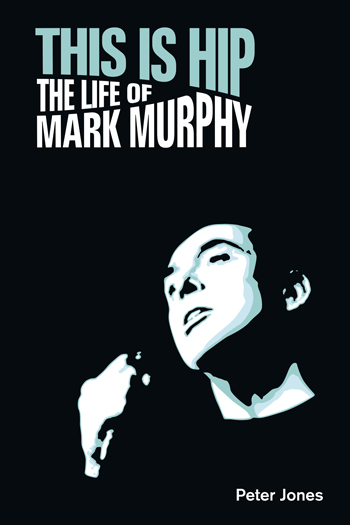 THIS IS HIP
THE LIFE OF
MARK MURPHY
Peter Jones